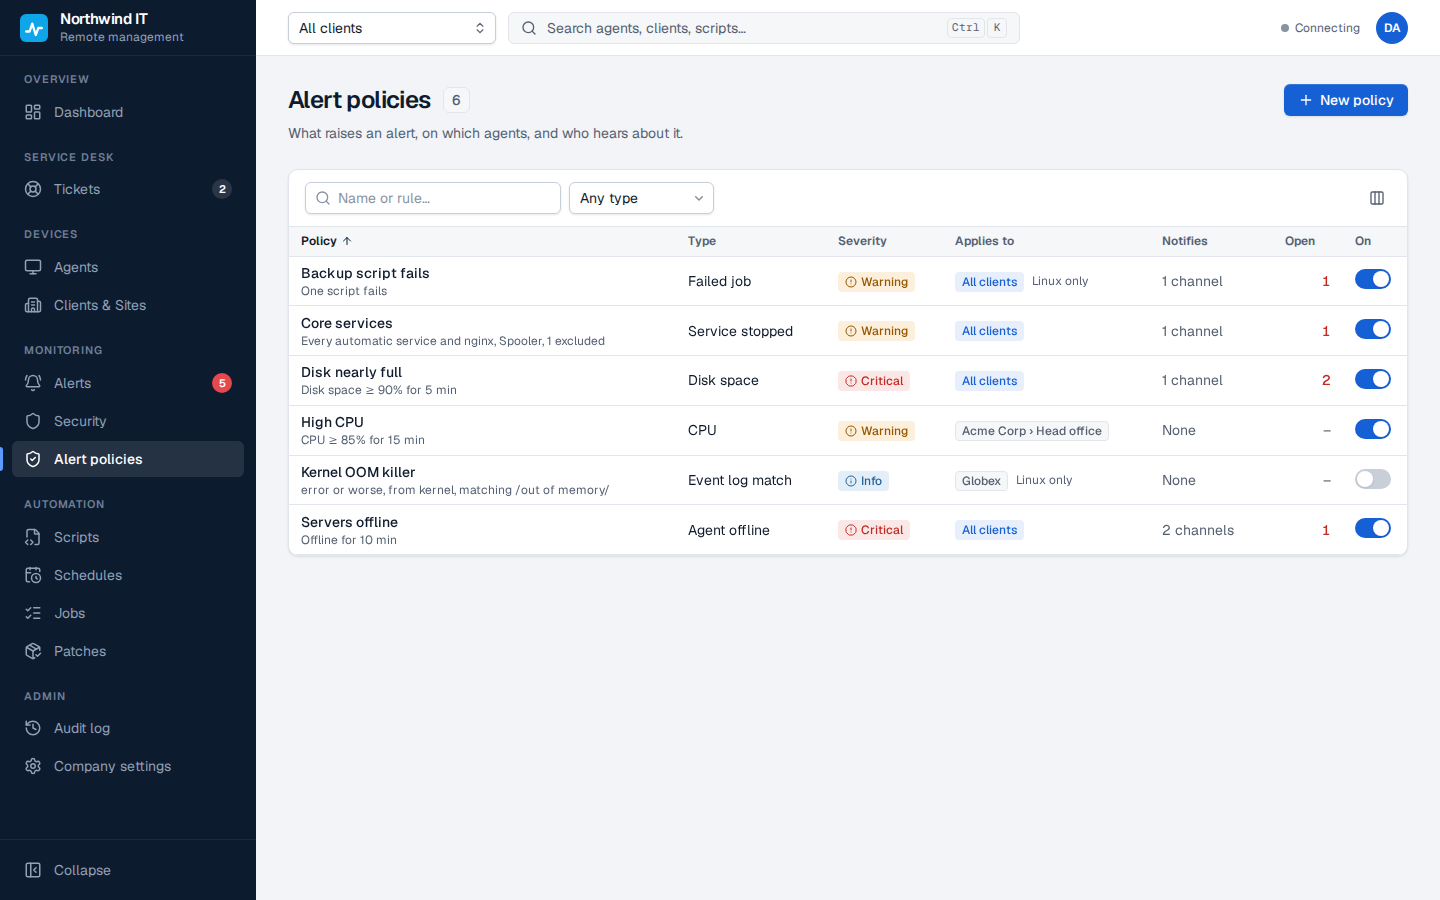 Northwind IT
Remote management
All clients
Search agents, clients, scripts...
Ctrl K
Connecting
DA
OVERVIEW
Dashboard
SERVICE DESK
Tickets 2
DEVICES
Agents
Clients & Sites
MONITORING
Alerts 5
Security
Alert policies
AUTOMATION
Scripts
Schedules
Jobs
Patches
ADMIN
Audit log
Company settings
Collapse
Alert policies 6
New policy
What raises an alert, on which agents, and who hears about it.
Name or rule...
Any type
Policy Type Severity Applies to Notifies Open On
Backup script fails
One script fails
Failed job Warning All clients Linux only 1 channel 1
Core services
Every automatic service and nginx, Spooler, 1 excluded
Service stopped Warning All clients 1 channel 1
Disk nearly full
Disk space ≥ 90% for 5 min
Disk space Critical All clients 1 channel 2
High CPU
CPU ≥ 85% for 15 min
CPU Warning Acme Corp › Head office None –
Kernel OOM killer
error or worse, from kernel, matching /out of memory/
Event log match Info Globex Linux only None –
Servers offline
Offline for 10 min
Agent offline Critical All clients 2 channels 1